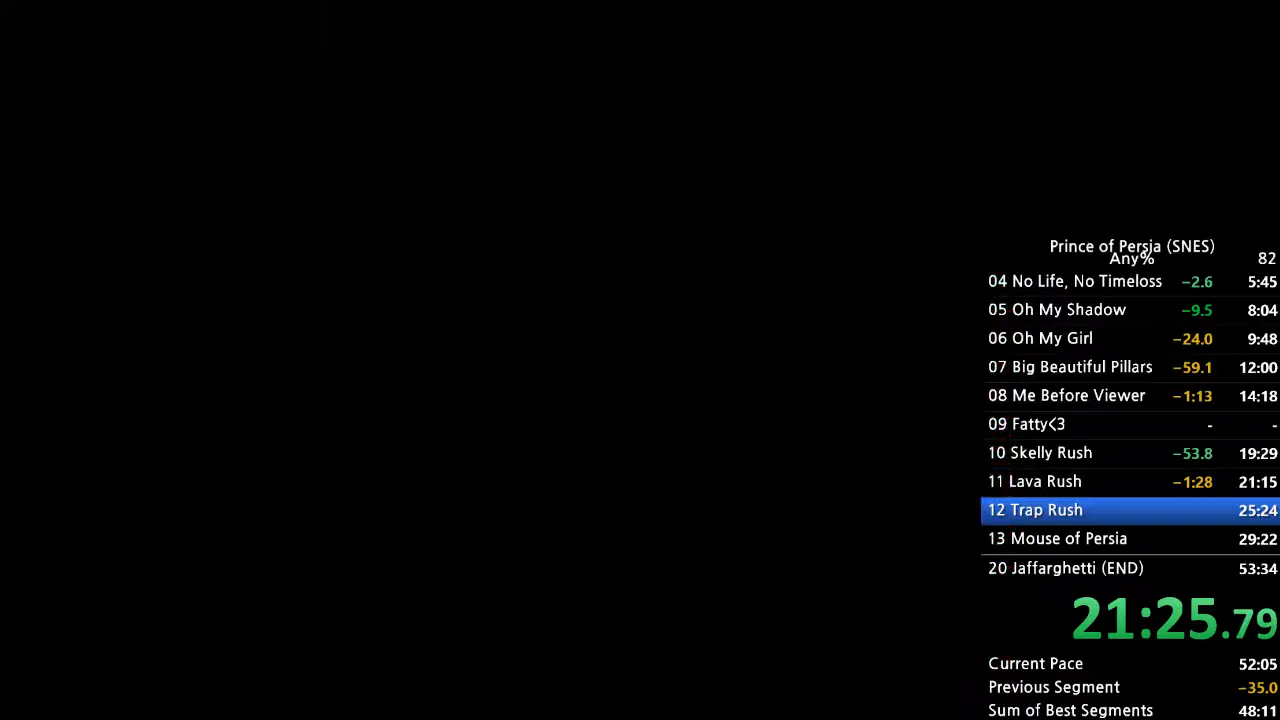 Prince of Persia (SNES)
Any% 82
04 No Life, No Timeless −2.6 5:45
05 Oh My Shadow −9.5 8:04
06 Oh My Girl −24.0 9:48
07 Big Beautiful Pillars −59.1 12:00
08 Me Before Viewer −1:13 14:18
09 Fatty<3 - -
10 Skelly Rush −53.8 19:29
11 Lava Rush −1:28 21:15
12 Trap Rush 25:24
13 Mouse of Persia 29:22
20 Jaffarghetti (END) 53:34
21:25.79
Current Pace 52:05
Previous Segment −35.0
Sum of Best Segments 48:11